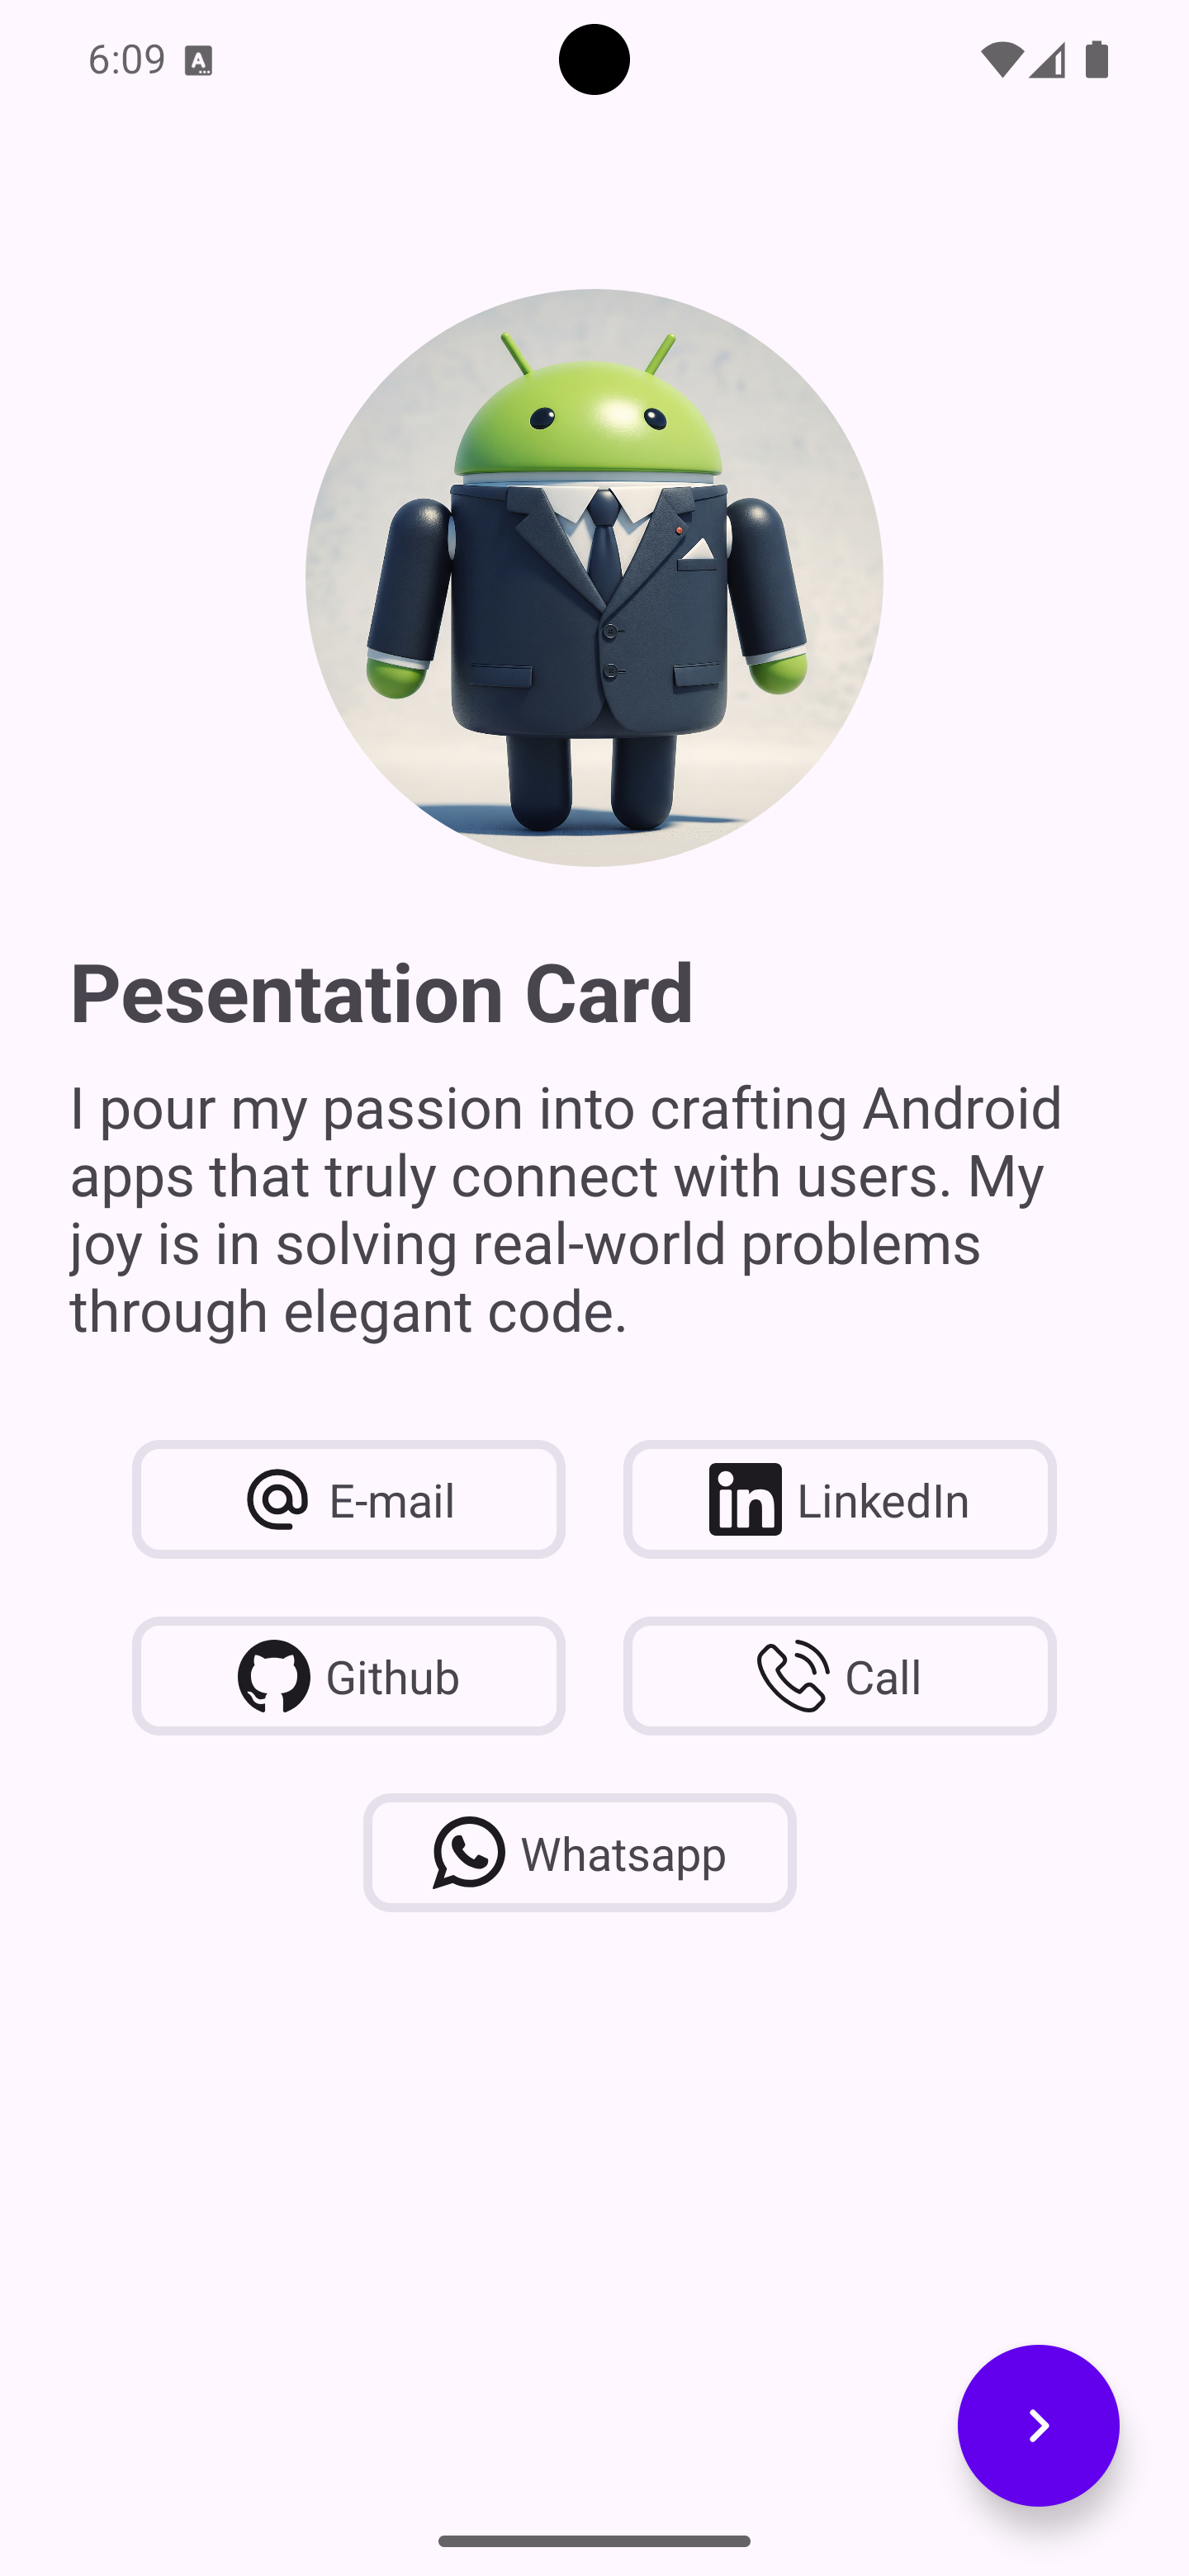 6:09
Pesentation Card
I pour my passion into crafting Android
apps that truly connect with users. My
joy is in solving real-world problems
through elegant code.
E-mail
LinkedIn
Github
Call
Whatsapp